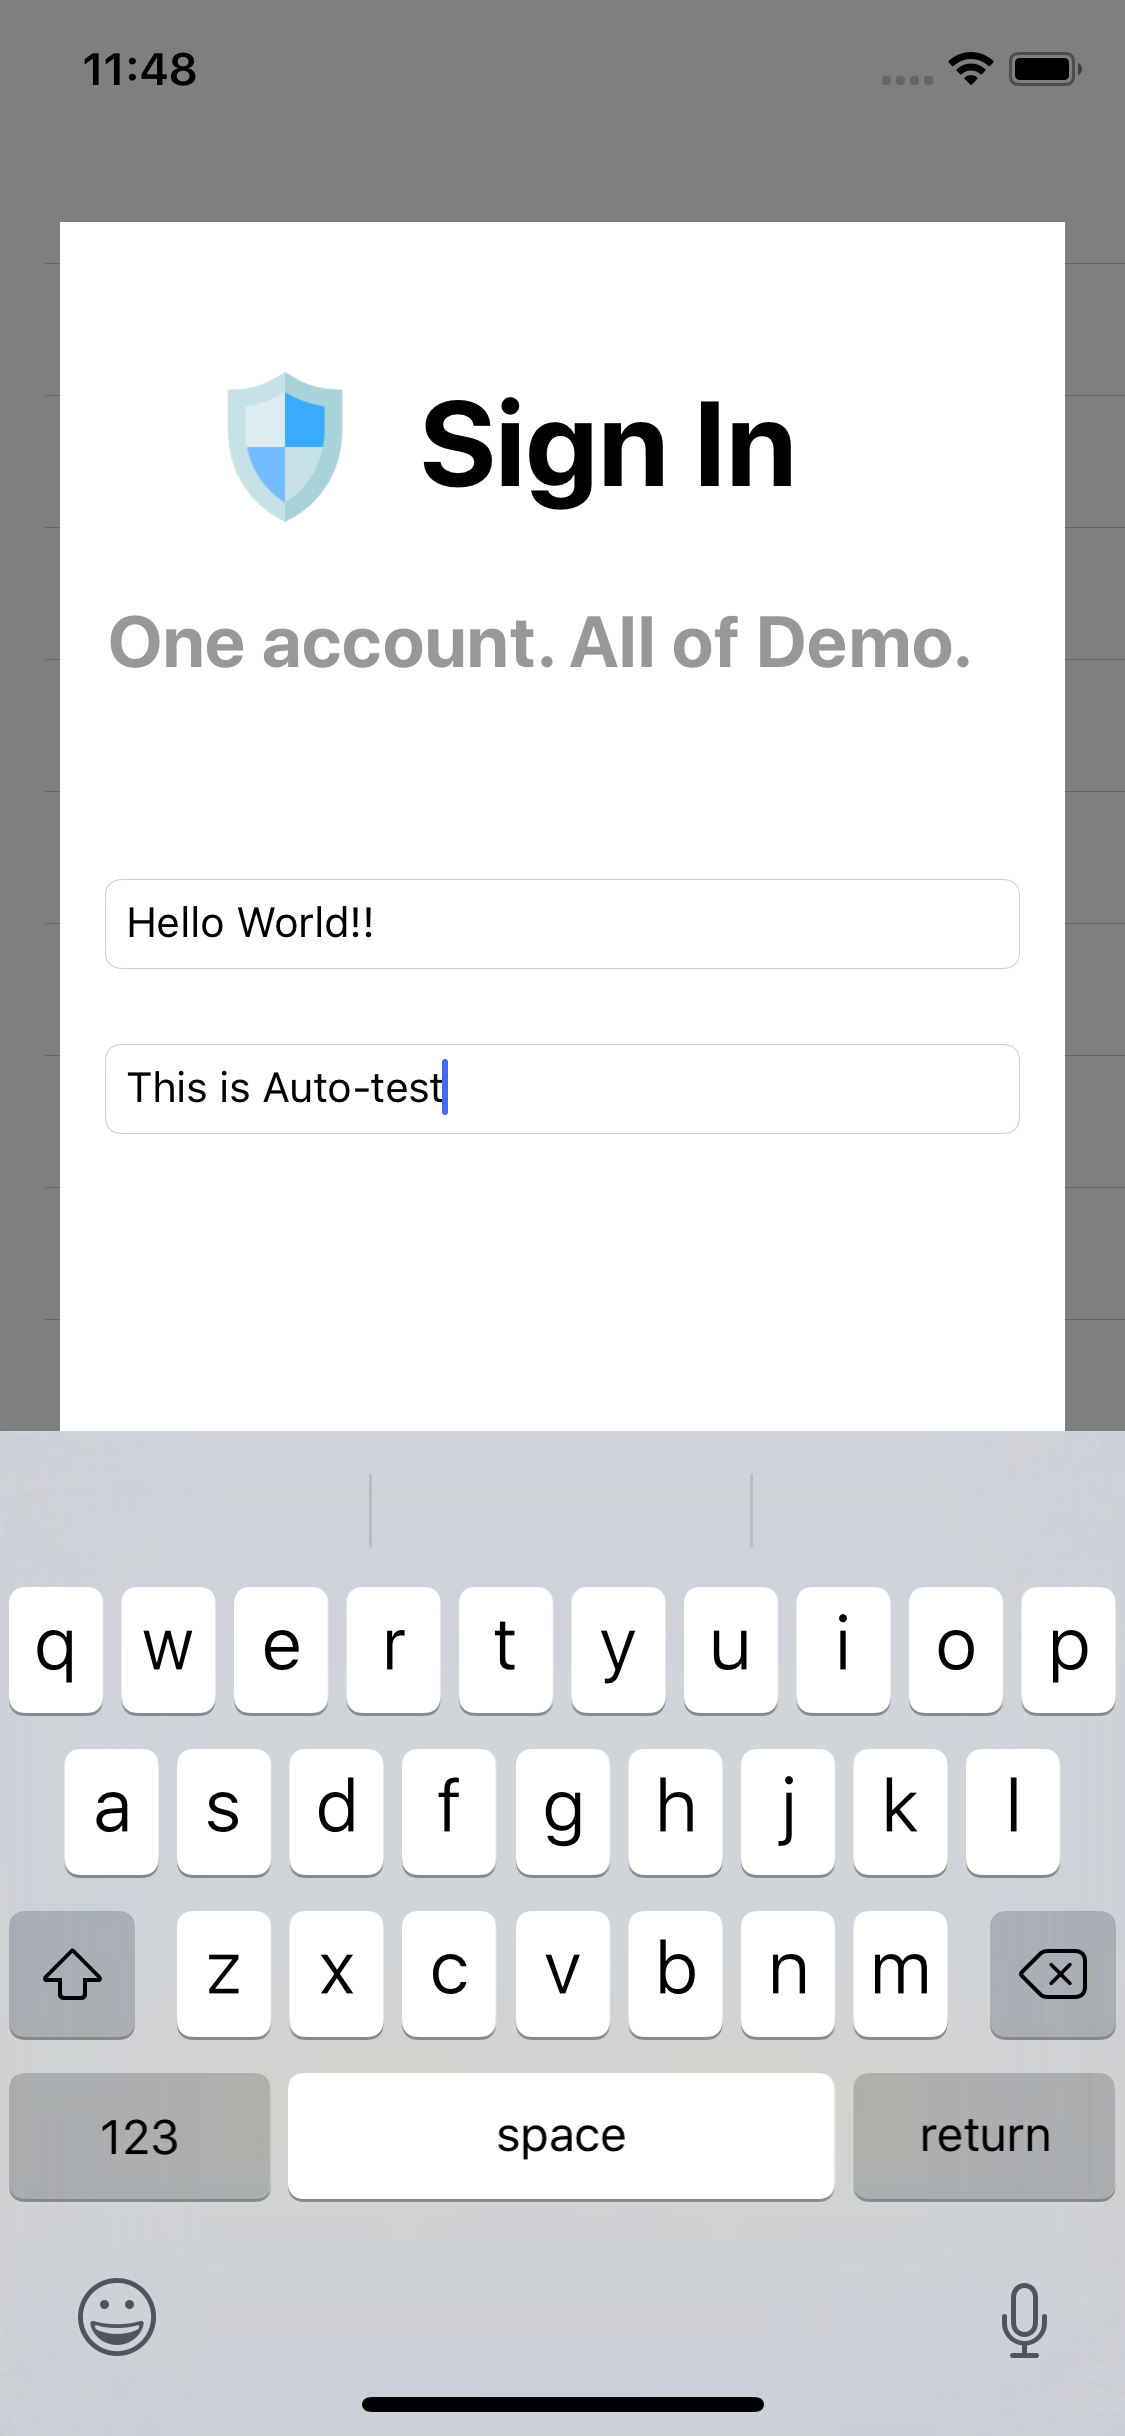 11:48
Sign In
One account. All of Demo.
Hello World!!
This is Auto-test
q w e r t y u i o p
a s d f g h j k l
z x c v b n m
123 space return